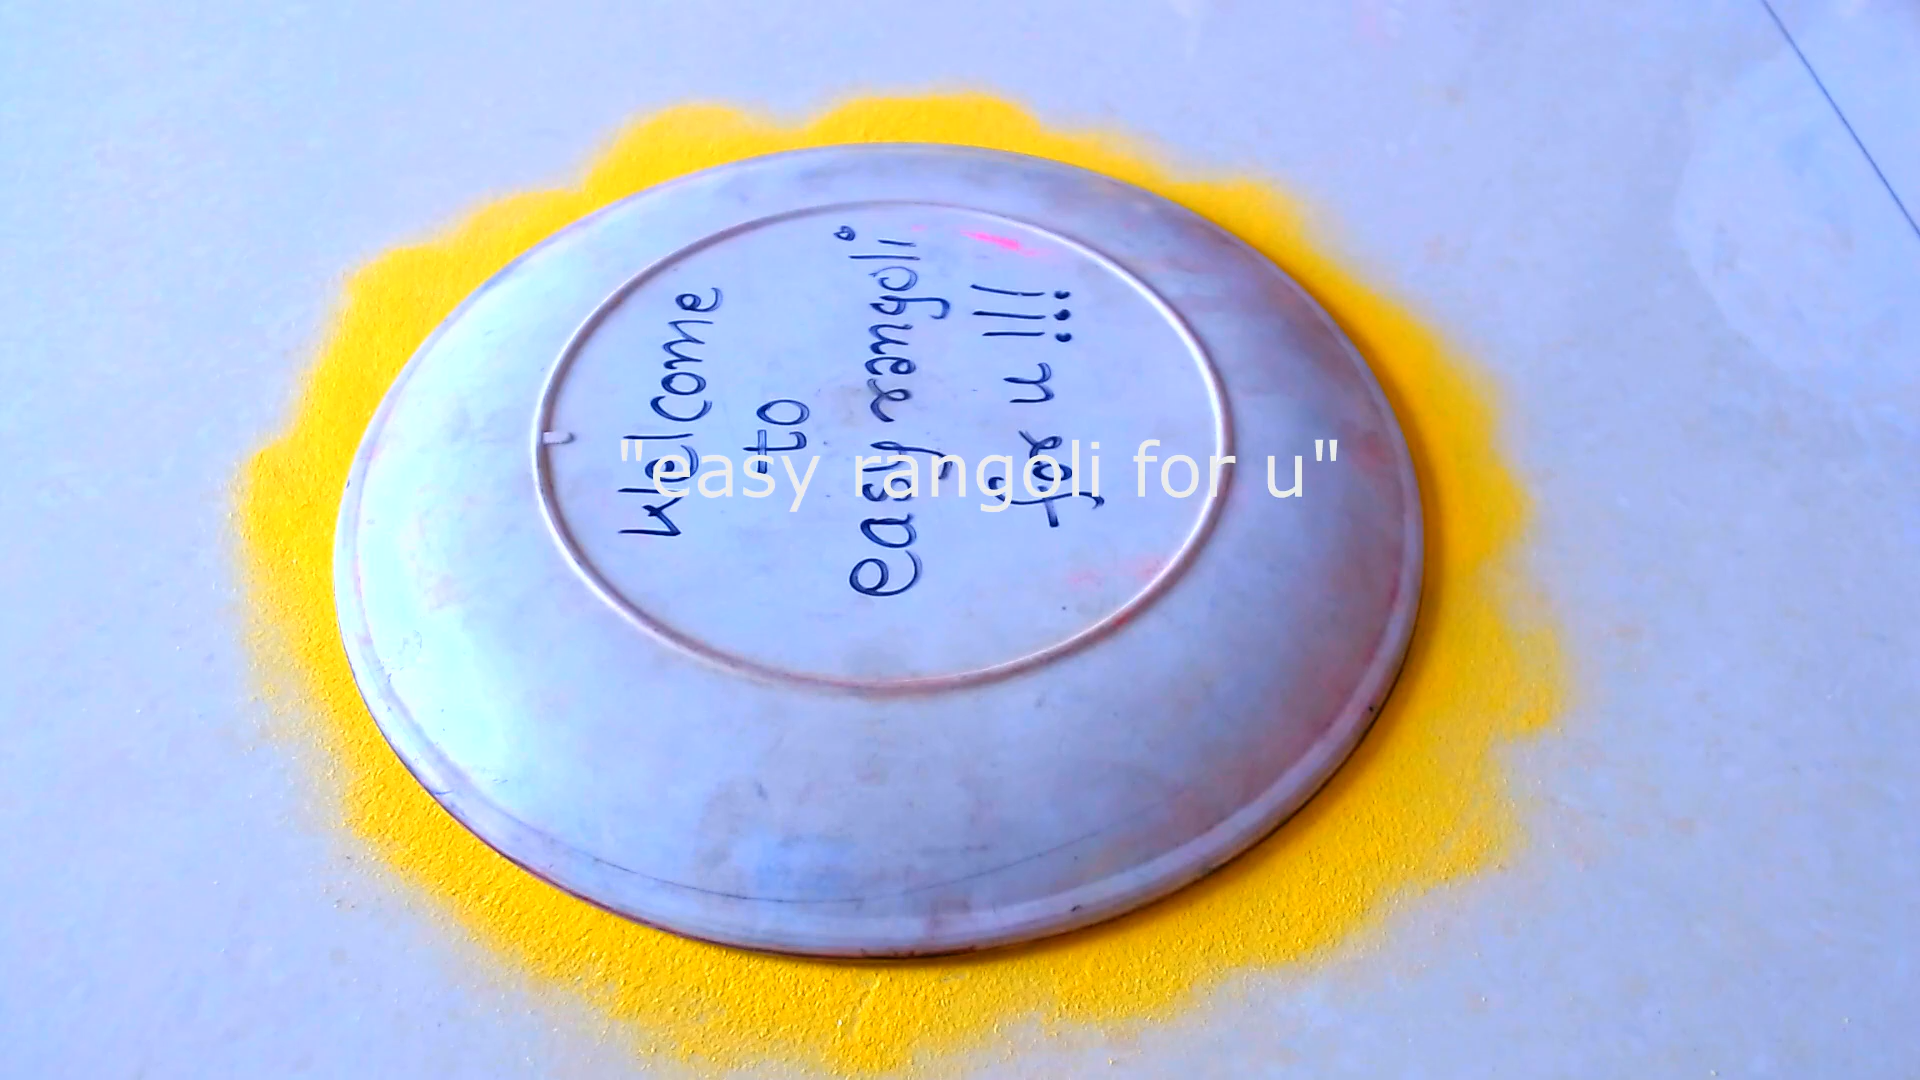 Welcome
to
easy rangoli
for u !!!
"easy rangoli for u"